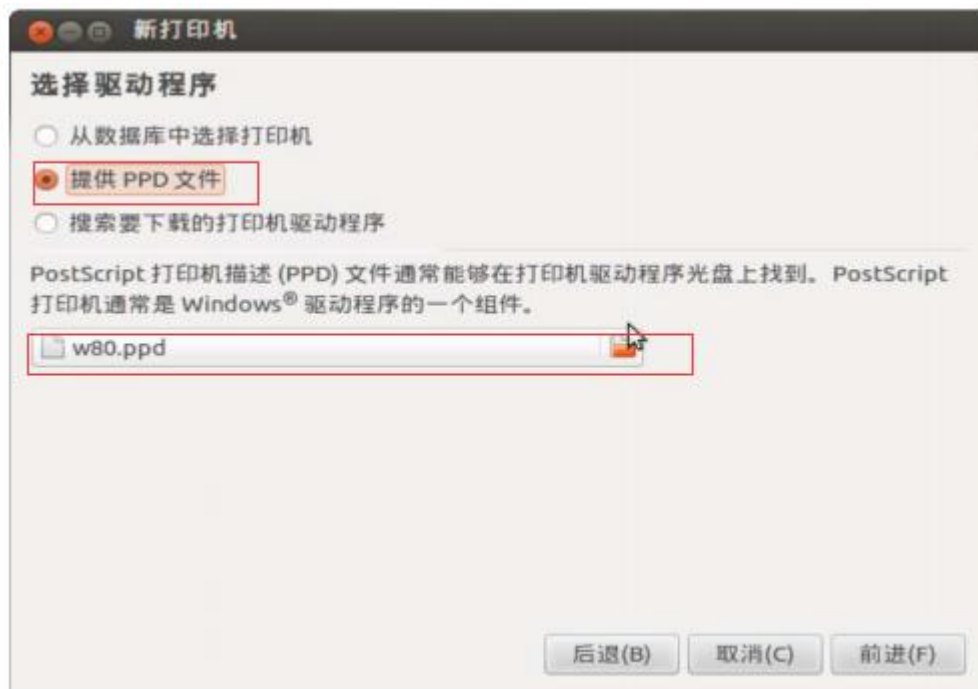 新打印机
选择驱动程序
从数据库中选择打印机
提供 PPD 文件
搜索要下载的打印机驱动程序
PostScript 打印机描述 (PPD) 文件通常能够在打印机驱动程序光盘上找到。PostScript
打印机通常是 Windows® 驱动程序的一个组件。
w80.ppd
后退(B) 取消(C) 前进(F)